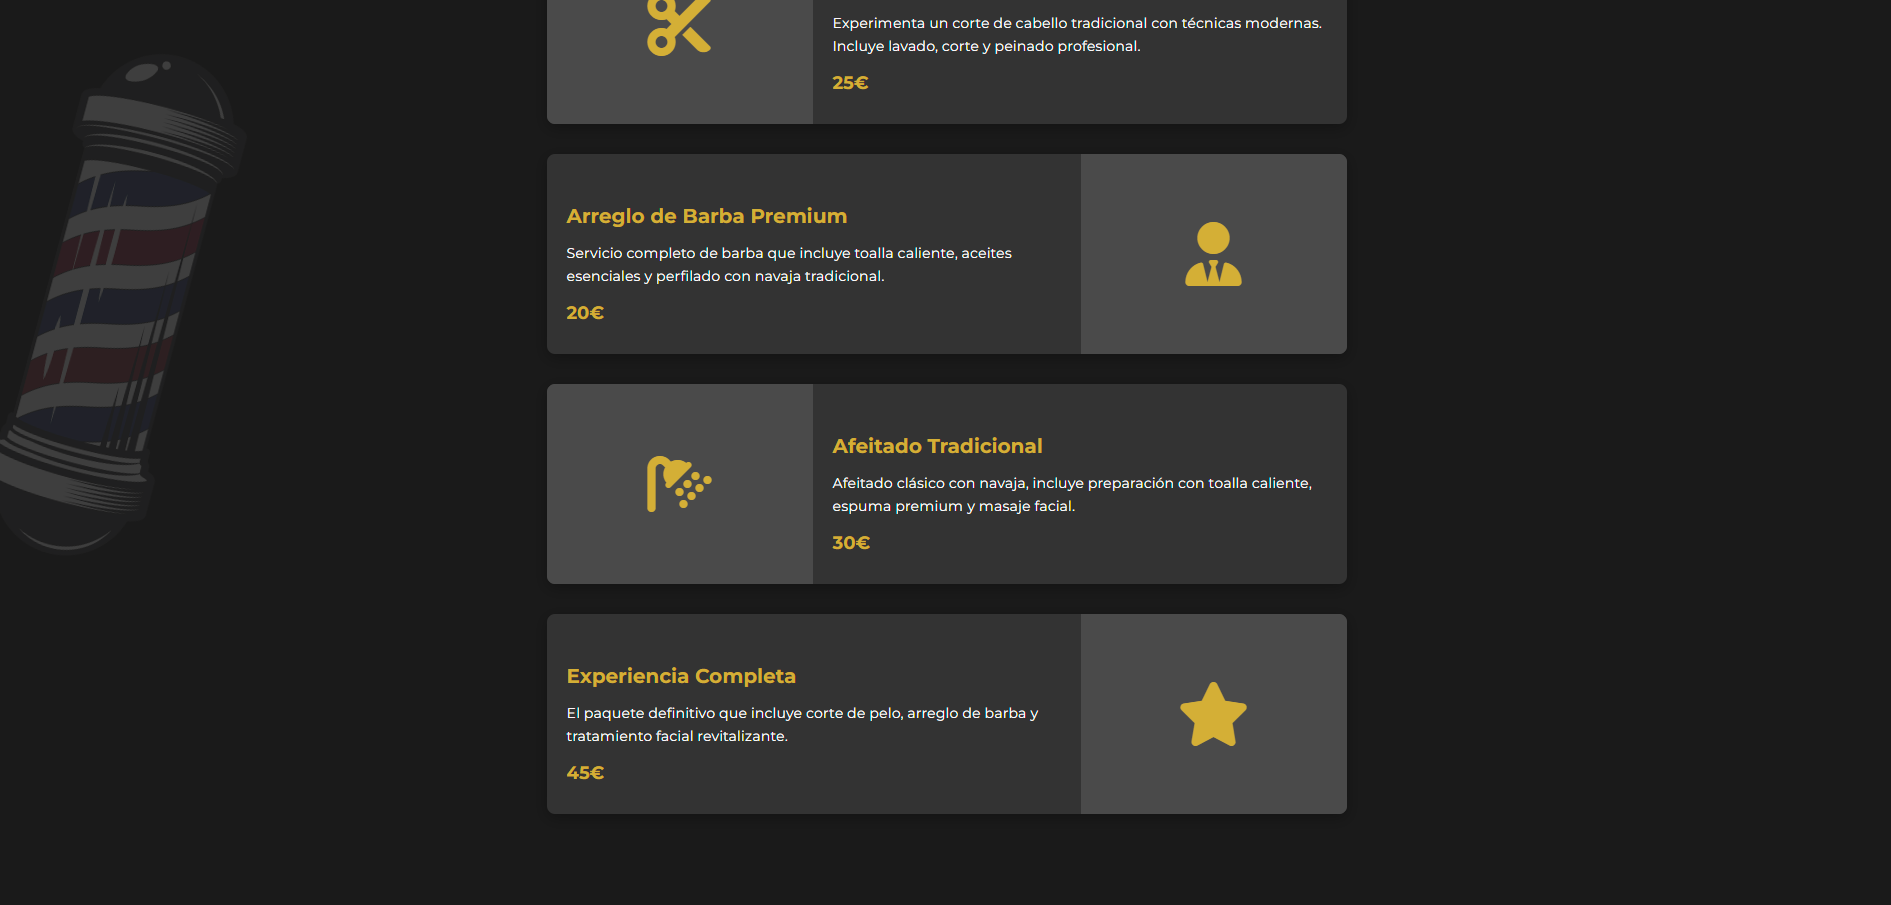 Experimenta un corte de cabello tradicional con técnicas modernas.
Incluye lavado, corte y peinado profesional.
25€
Arreglo de Barba Premium
Servicio completo de barba que incluye toalla caliente, aceites
esenciales y perfilado con navaja tradicional.
20€
Afeitado Tradicional
Afeitado clásico con navaja, incluye preparación con toalla caliente,
espuma premium y masaje facial.
30€
Experiencia Completa
El paquete definitivo que incluye corte de pelo, arreglo de barba y
tratamiento facial revitalizante.
45€